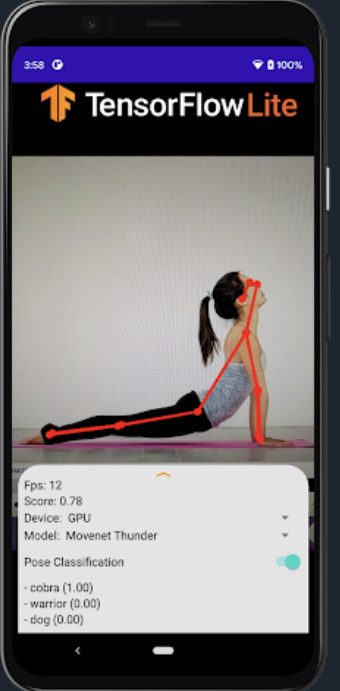 3:58 100%
TensorFlow Lite
Fps: 12
Score: 0.78
Device: GPU
Model: Movenet Thunder
Pose Classification
- cobra (1.00)
- warrior (0.00)
- dog (0.00)